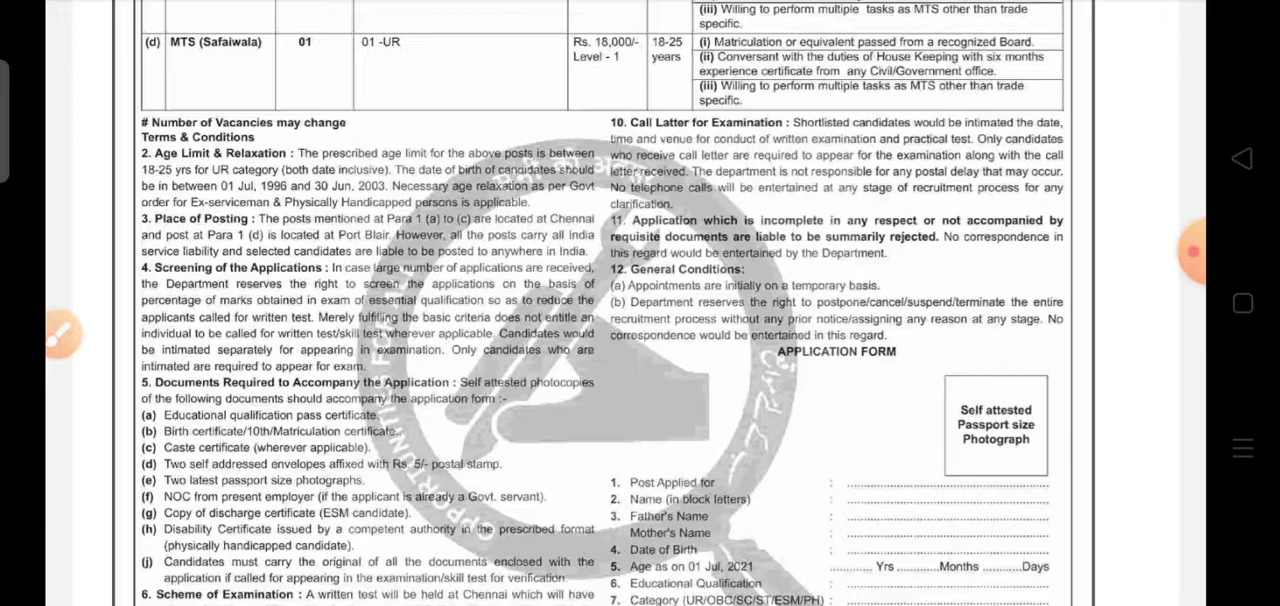 (iii) Willing to perform multiple tasks as MTS other than trade
specific.
(d) MTS (Safaiwala) 01 01 -UR Rs. 18,000/- 18-25 (i) Matriculation or equivalent passed from a recognized Board.
Level - 1 years (ii) Conversant with the duties of House Keeping with six months
experience certificate from any Civil/Government office.
(iii) Willing to perform multiple tasks as MTS other than trade
specific.
# Number of Vacancies may change
Terms & Conditions
2. Age Limit & Relaxation : The prescribed age limit for the above posts is between
18-25 yrs for UR category (both date inclusive). The date of birth of candidates should
be in between 01 Jul, 1996 and 30 Jun, 2003. Necessary age relaxation as per Govt
order for Ex-serviceman & Physically Handicapped persons is applicable.
3. Place of Posting : The posts mentioned at Para 1 (a) to (c) are located at Chennai
and post at Para 1 (d) is located at Port Blair. However, all the posts carry all India
service liability and selected candidates are liable to be posted to anywhere in India.
4. Screening of the Applications : In case large number of applications are received,
the Department reserves the right to screen the applications on the basis of
percentage of marks obtained in exam of essential qualification so as to reduce the
applicants called for written test. Merely fulfilling the basic criteria does not entitle an
individual to be called for written test/skill test wherever applicable. Candidates would
be intimated separately for appearing in examination. Only candidates who are
intimated are required to appear for exam.
5. Documents Required to Accompany the Application : Self attested photocopies
of the following documents should accompany the application form :-
(a) Educational qualification pass certificate.
(b) Birth certificate/10th/Matriculation certificate.
(c) Caste certificate (wherever applicable).
(d) Two self addressed envelopes affixed with Rs. 5/- postal stamp.
(e) Two latest passport size photographs.
(f) NOC from present employer (if the applicant is already a Govt. servant).
(g) Copy of discharge certificate (ESM candidate).
(h) Disability Certificate issued by a competent authority in the prescribed format
(physically handicapped candidate).
(j) Candidates must carry the original of all the documents enclosed with the
application if called for appearing in the examination/skill test for verification.
6. Scheme of Examination : A written test will be held at Chennai which will have
10. Call Latter for Examination : Shortlisted candidates would be intimated the date,
time and venue for conduct of written examination and practical test. Only candidates
who receive call letter are required to appear for the examination along with the call
letter received. The department is not responsible for any postal delay that may occur.
No telephone calls will be entertained at any stage of recruitment process for any
clarification.
11. Application which is incomplete in any respect or not accompanied by
requisite documents are liable to be summarily rejected. No correspondence in
this regard would be entertained by the Department.
12. General Conditions:
(a) Appointments are initially on a temporary basis.
(b) Department reserves the right to postpone/cancel/suspend/terminate the entire
recruitment process without any prior notice/assigning any reason at any stage. No
correspondence would be entertained in this regard.
APPLICATION FORM
Self attested
Passport size
Photograph
1. Post Applied for :
2. Name (in block letters) :
3. Father's Name :
Mother's Name :
4. Date of Birth :
5. Age as on 01 Jul, 2021 : ............ Yrs ...........Months ..........Days
6. Educational Qualification :
7. Category (UR/OBC/SC/ST/ESM/PH) :